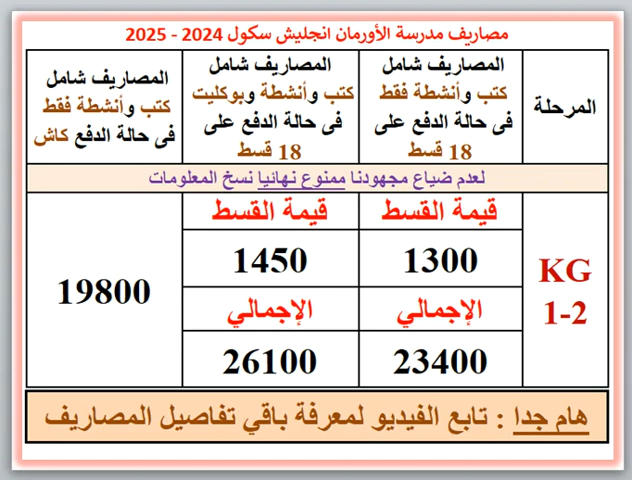 مصاريف مدرسة الأورمان انجليش سكول 2024 - 2025
المرحلة
المصاريف شامل
كتب وأنشطة فقط
فى حالة الدفع على
18 قسط
المصاريف شامل
كتب وأنشطة وبوكليت
فى حالة الدفع على
18 قسط
المصاريف شامل
كتب وأنشطة فقط
فى حالة الدفع كاش
لعدم ضياع مجهودنا ممنوع نهائيا نسخ المعلومات
KG
1-2
قيمة القسط
1300
الإجمالي
23400
قيمة القسط
1450
الإجمالي
26100
19800
هام جدا : تابع الفيديو لمعرفة باقي تفاصيل المصاريف